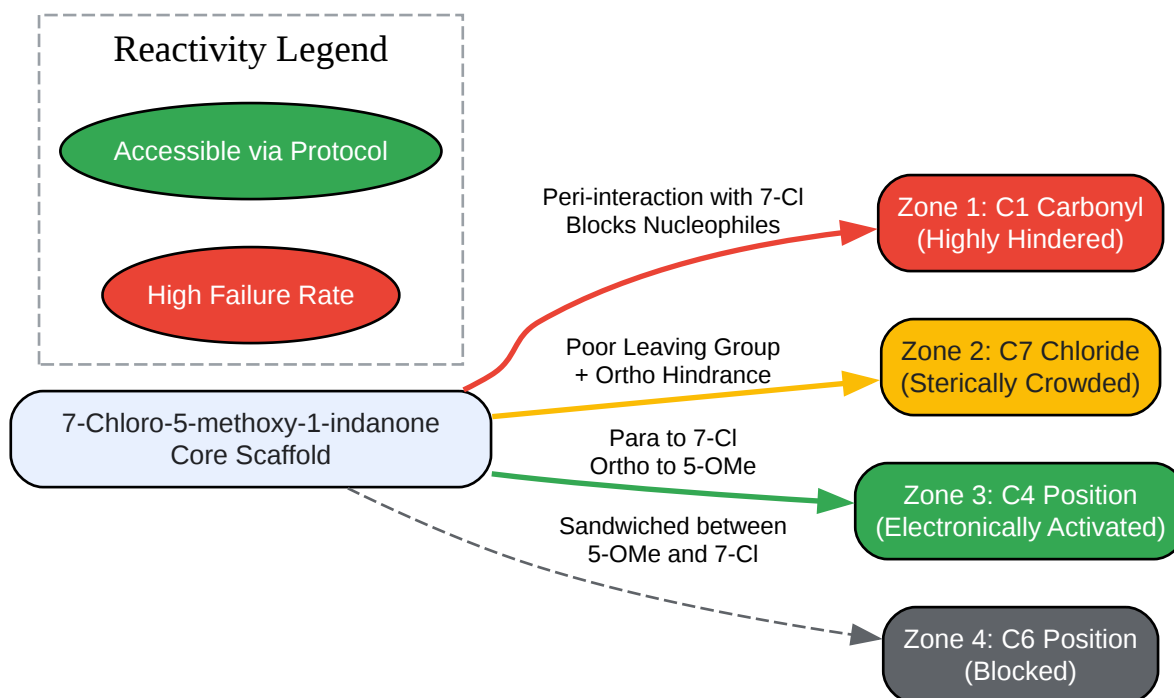 Reactivity Legend
Accessible via Protocol
High Failure Rate
7-Chloro-5-methoxy-1-indanone
Core Scaffold
Peri-interaction with 7-Cl
Blocks Nucleophiles
Zone 1: C1 Carbonyl
(Highly Hindered)
Poor Leaving Group
+ Ortho Hindrance
Zone 2: C7 Chloride
(Sterically Crowded)
Para to 7-Cl
Ortho to 5-OMe
Zone 3: C4 Position
(Electronically Activated)
Sandwiched between
5-OMe and 7-Cl
Zone 4: C6 Position
(Blocked)